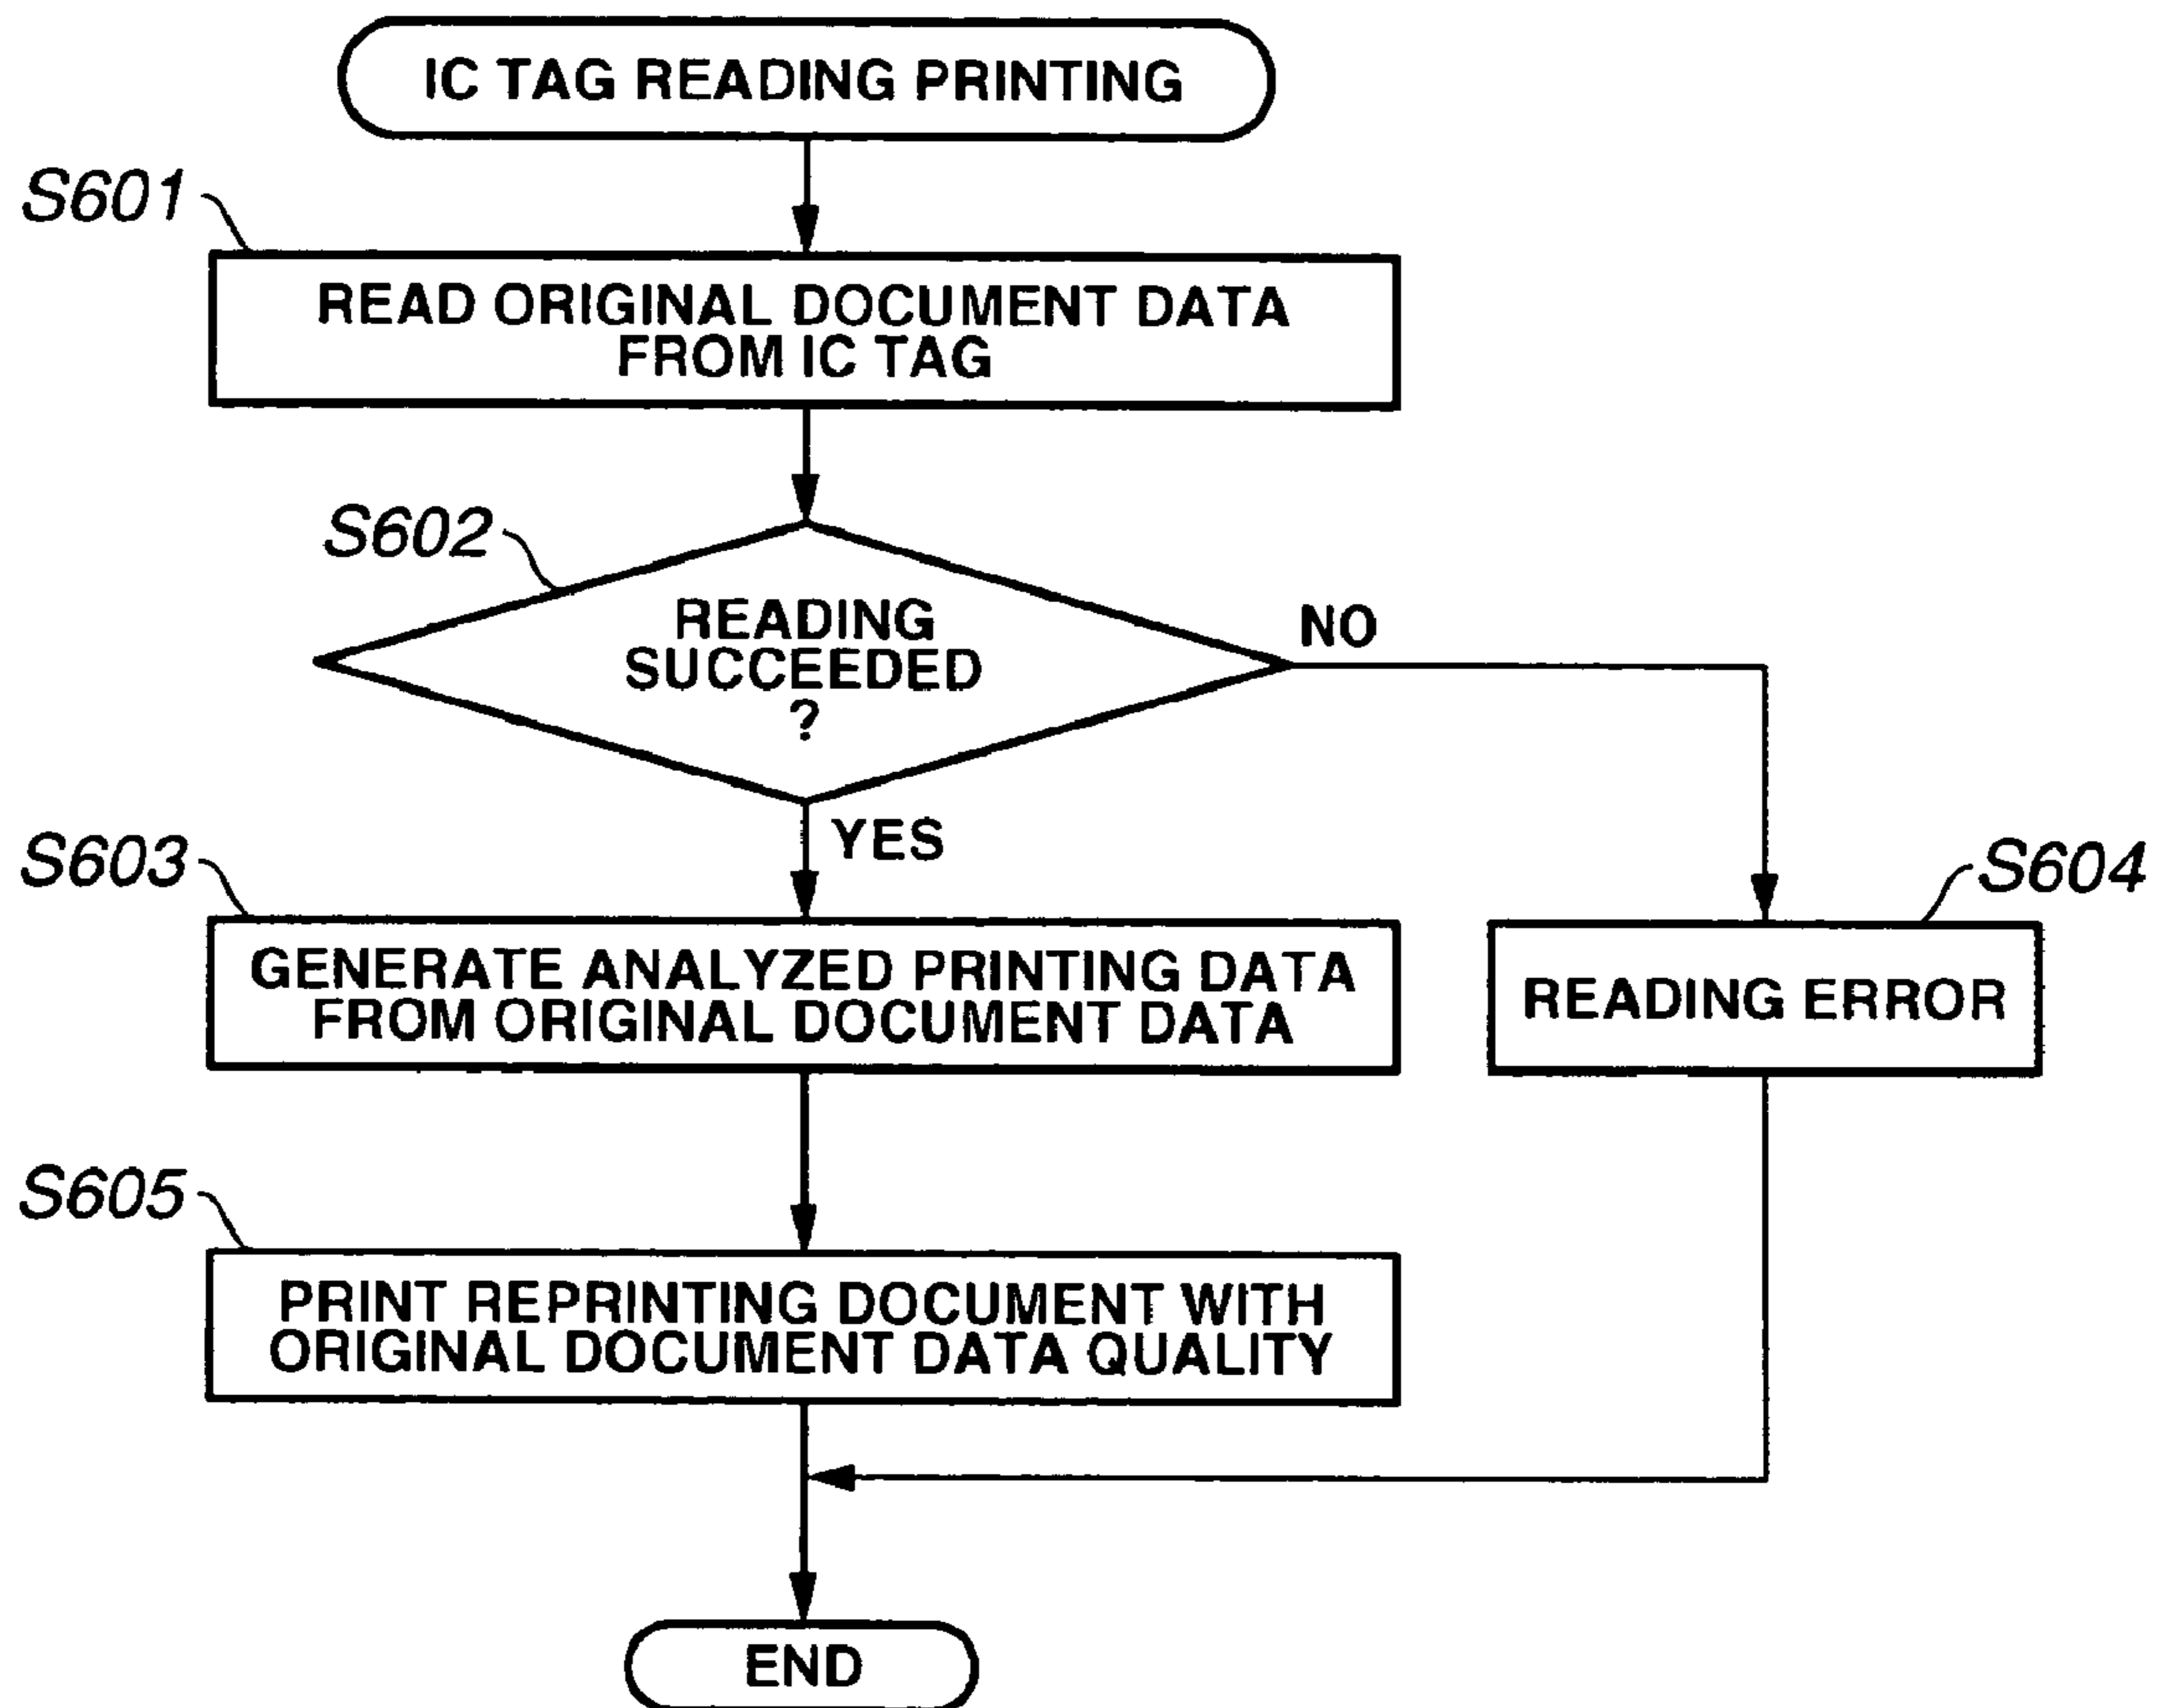 IC TAG READING PRINTING
S601
READ ORIGINAL DOCUMENT DATA
FROM IC TAG
S602
READING
SUCCEEDED
?
NO
YES
S603
GENERATE ANALYZED PRINTING DATA
FROM ORIGINAL DOCUMENT DATA
S604
READING ERROR
S605
PRINT REPRINTING DOCUMENT WITH
ORIGINAL DOCUMENT DATA QUALITY
END